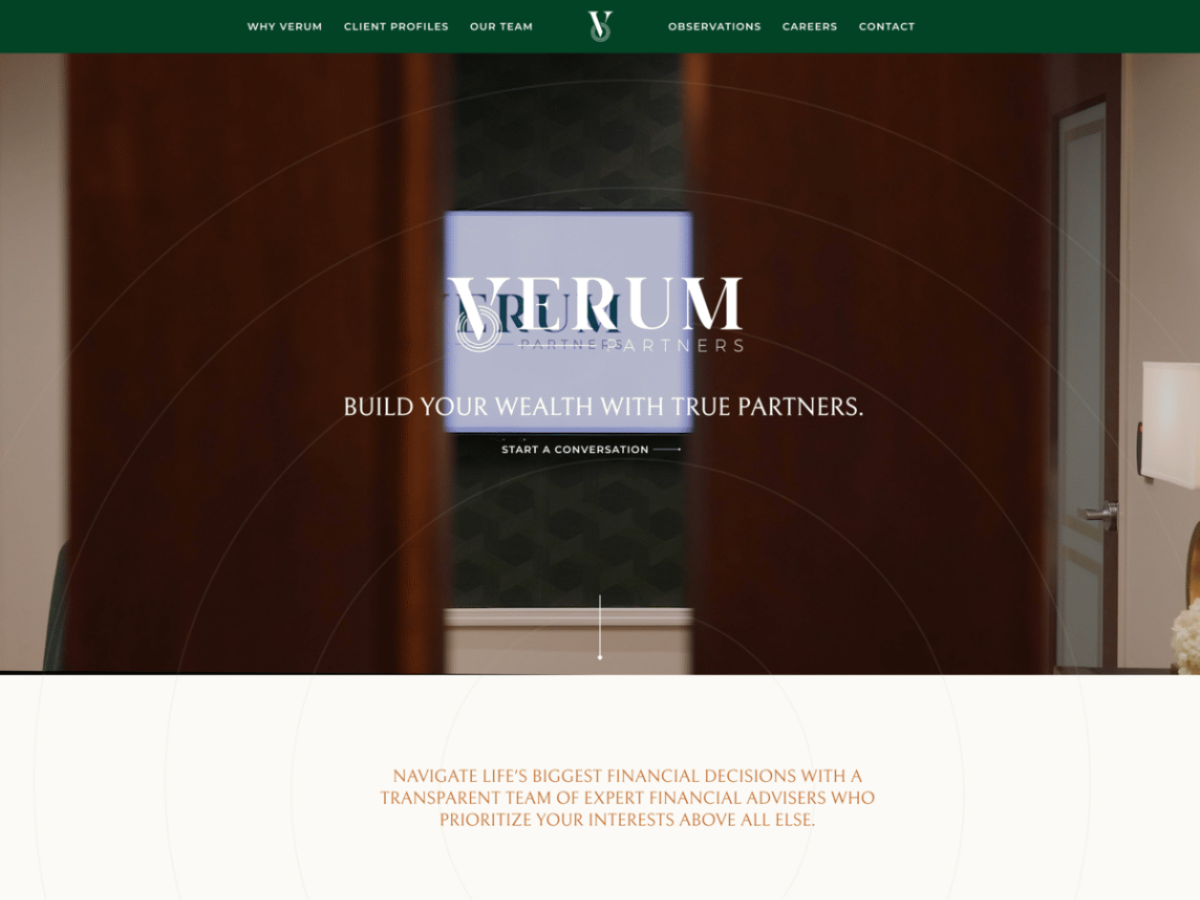 WHY VERUM
CLIENT PROFILES
OUR TEAM
V
OBSERVATIONS
CAREERS
CONTACT
VERUM
PARTNERS
VERUM
PARTNERS
BUILD YOUR WEALTH WITH TRUE PARTNERS.
START A CONVERSATION
NAVIGATE LIFE'S BIGGEST FINANCIAL DECISIONS WITH A
TRANSPARENT TEAM OF EXPERT FINANCIAL ADVISERS WHO
PRIORITIZE YOUR INTERESTS ABOVE ALL ELSE.